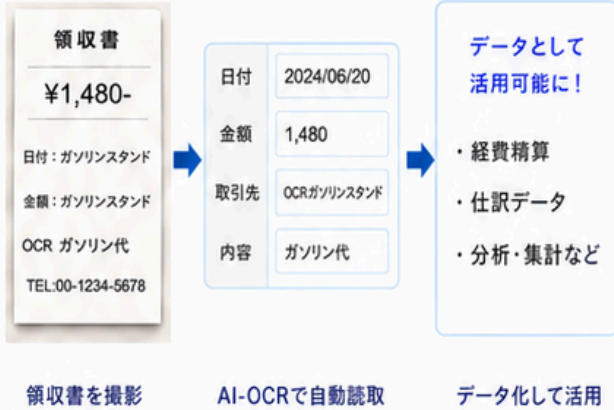 領収書
¥1,480-
日付：ガソリンスタンド
金額：ガソリンスタンド
OCR ガソリン代
TEL:00-1234-5678
日付 2024/06/20
金額 1,480
取引先 OCRガソリンスタンド
内容 ガソリン代
データとして
活用可能に！
・経費精算
・仕訳データ
・分析・集計など
領収書を撮影
AI-OCRで自動読取
データ化して活用